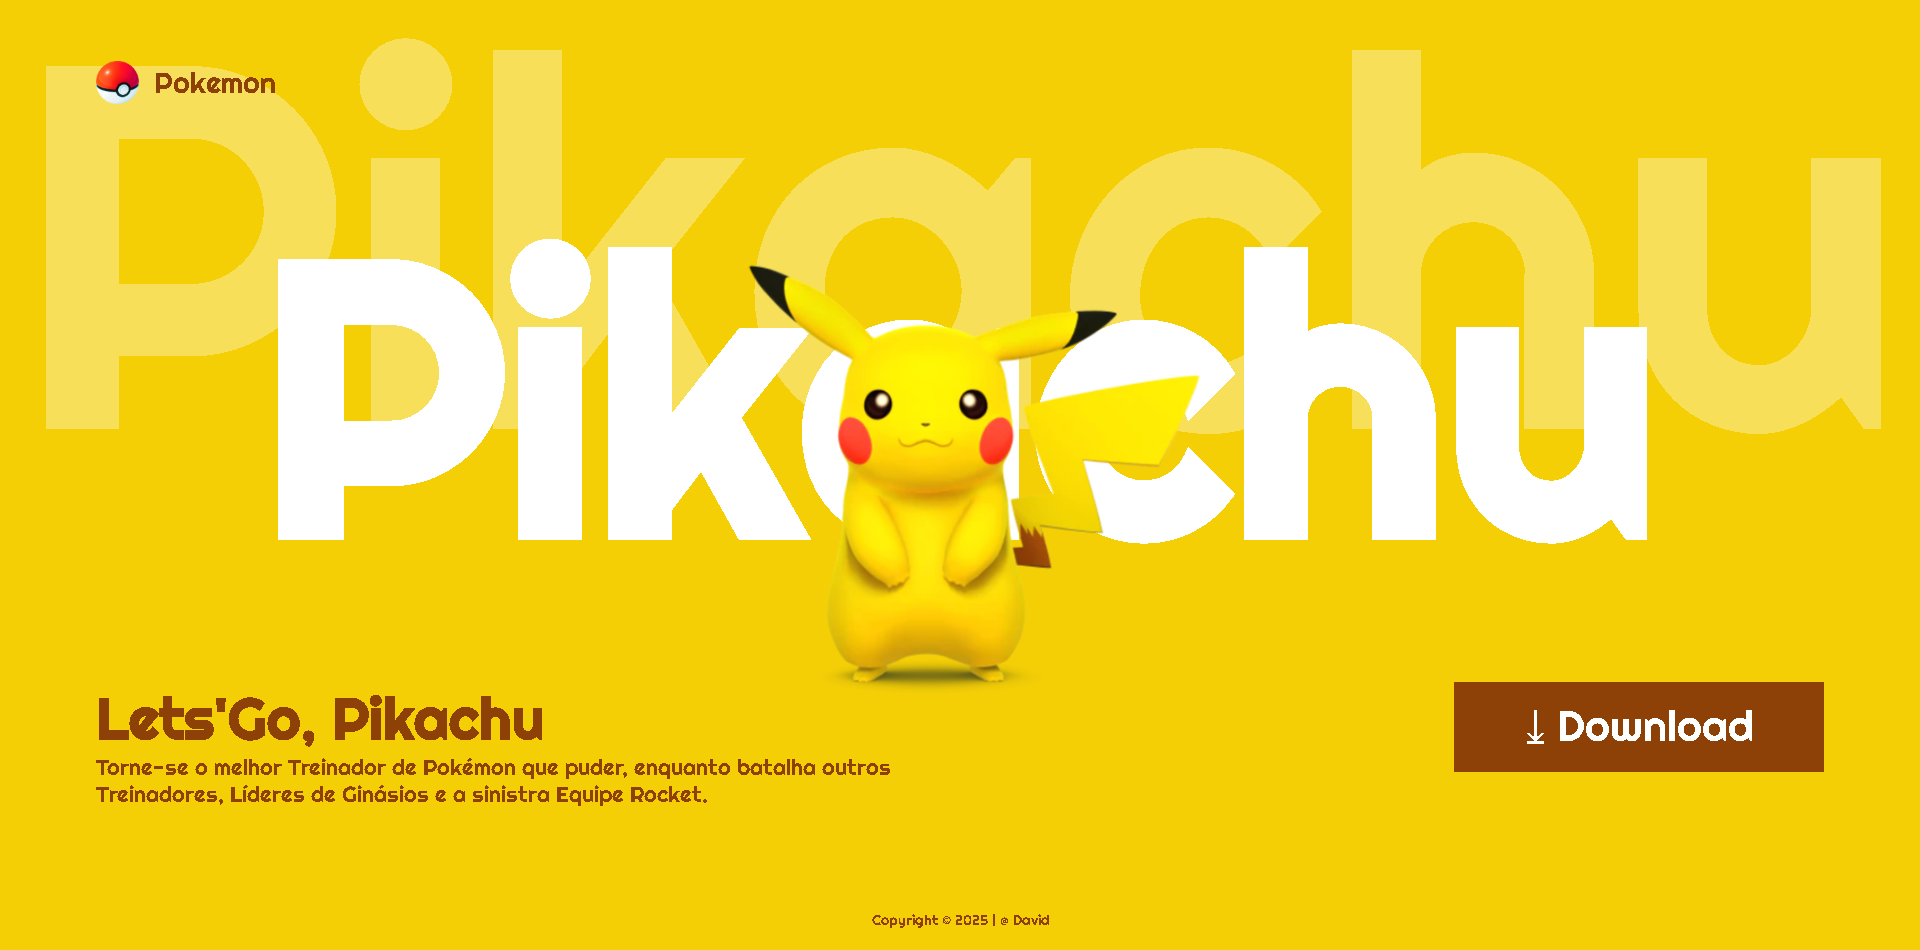 Pokemon
Pikachu
Pikachu
Lets'Go, Pikachu
Torne-se o melhor Treinador de Pokémon que puder, enquanto batalha outros
Treinadores, Líderes de Ginásios e a sinistra Equipe Rocket.
Download
Copyright © 2025 | @ David